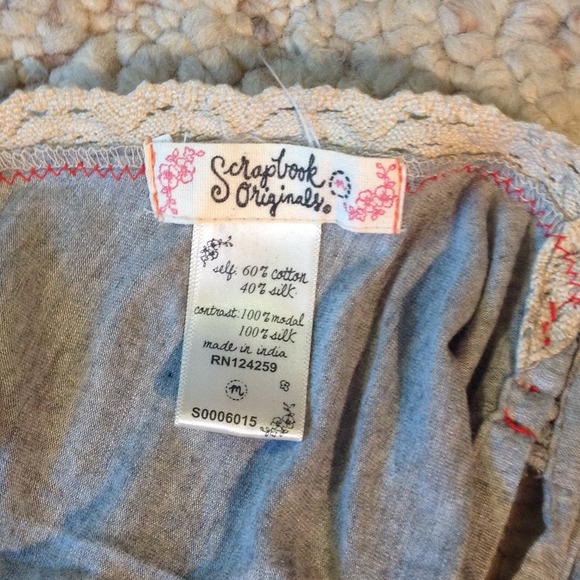 Scrapbook
Originals®
m
self: 60% cotton
40% silk
contrast: 100% modal
100% silk
made in india
RN124259
m
S0006015